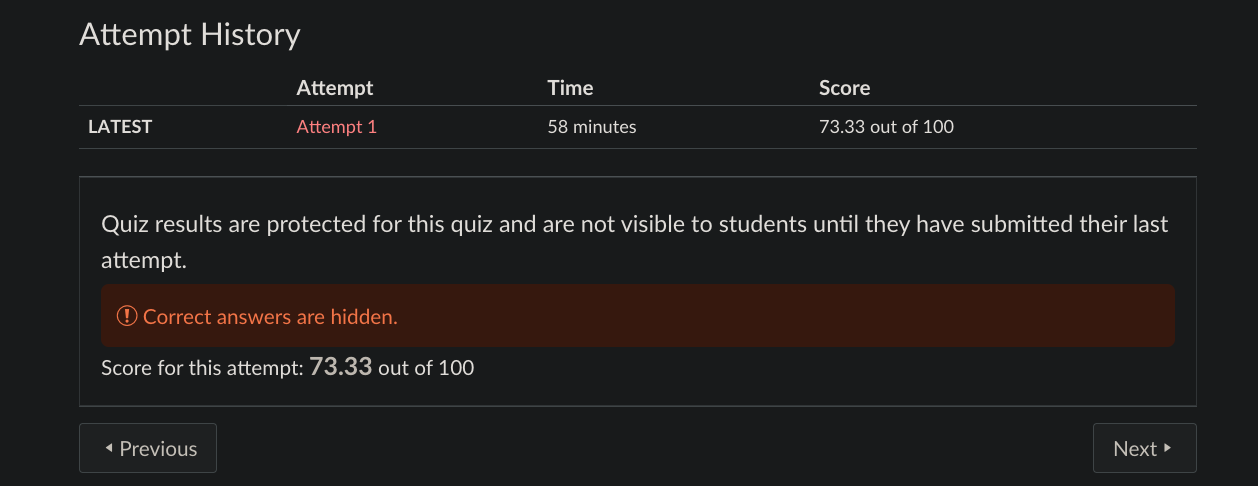 Attempt History
Attempt Time Score
LATEST Attempt 1 58 minutes 73.33 out of 100
Quiz results are protected for this quiz and are not visible to students until they have submitted their last
attempt.
Correct answers are hidden.
Score for this attempt: 73.33 out of 100
Previous Next